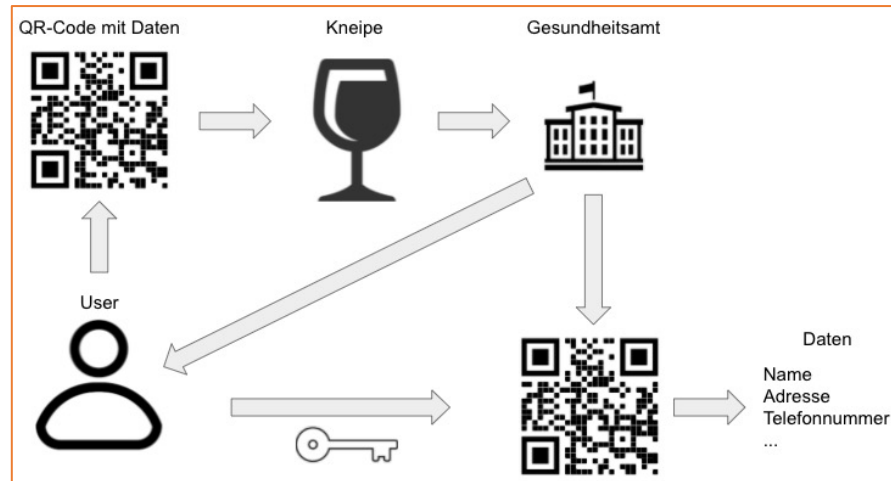 QR-Code mit Daten
Kneipe
Gesundheitsamt
User
Daten
Name
Adresse
Telefonnummer
...